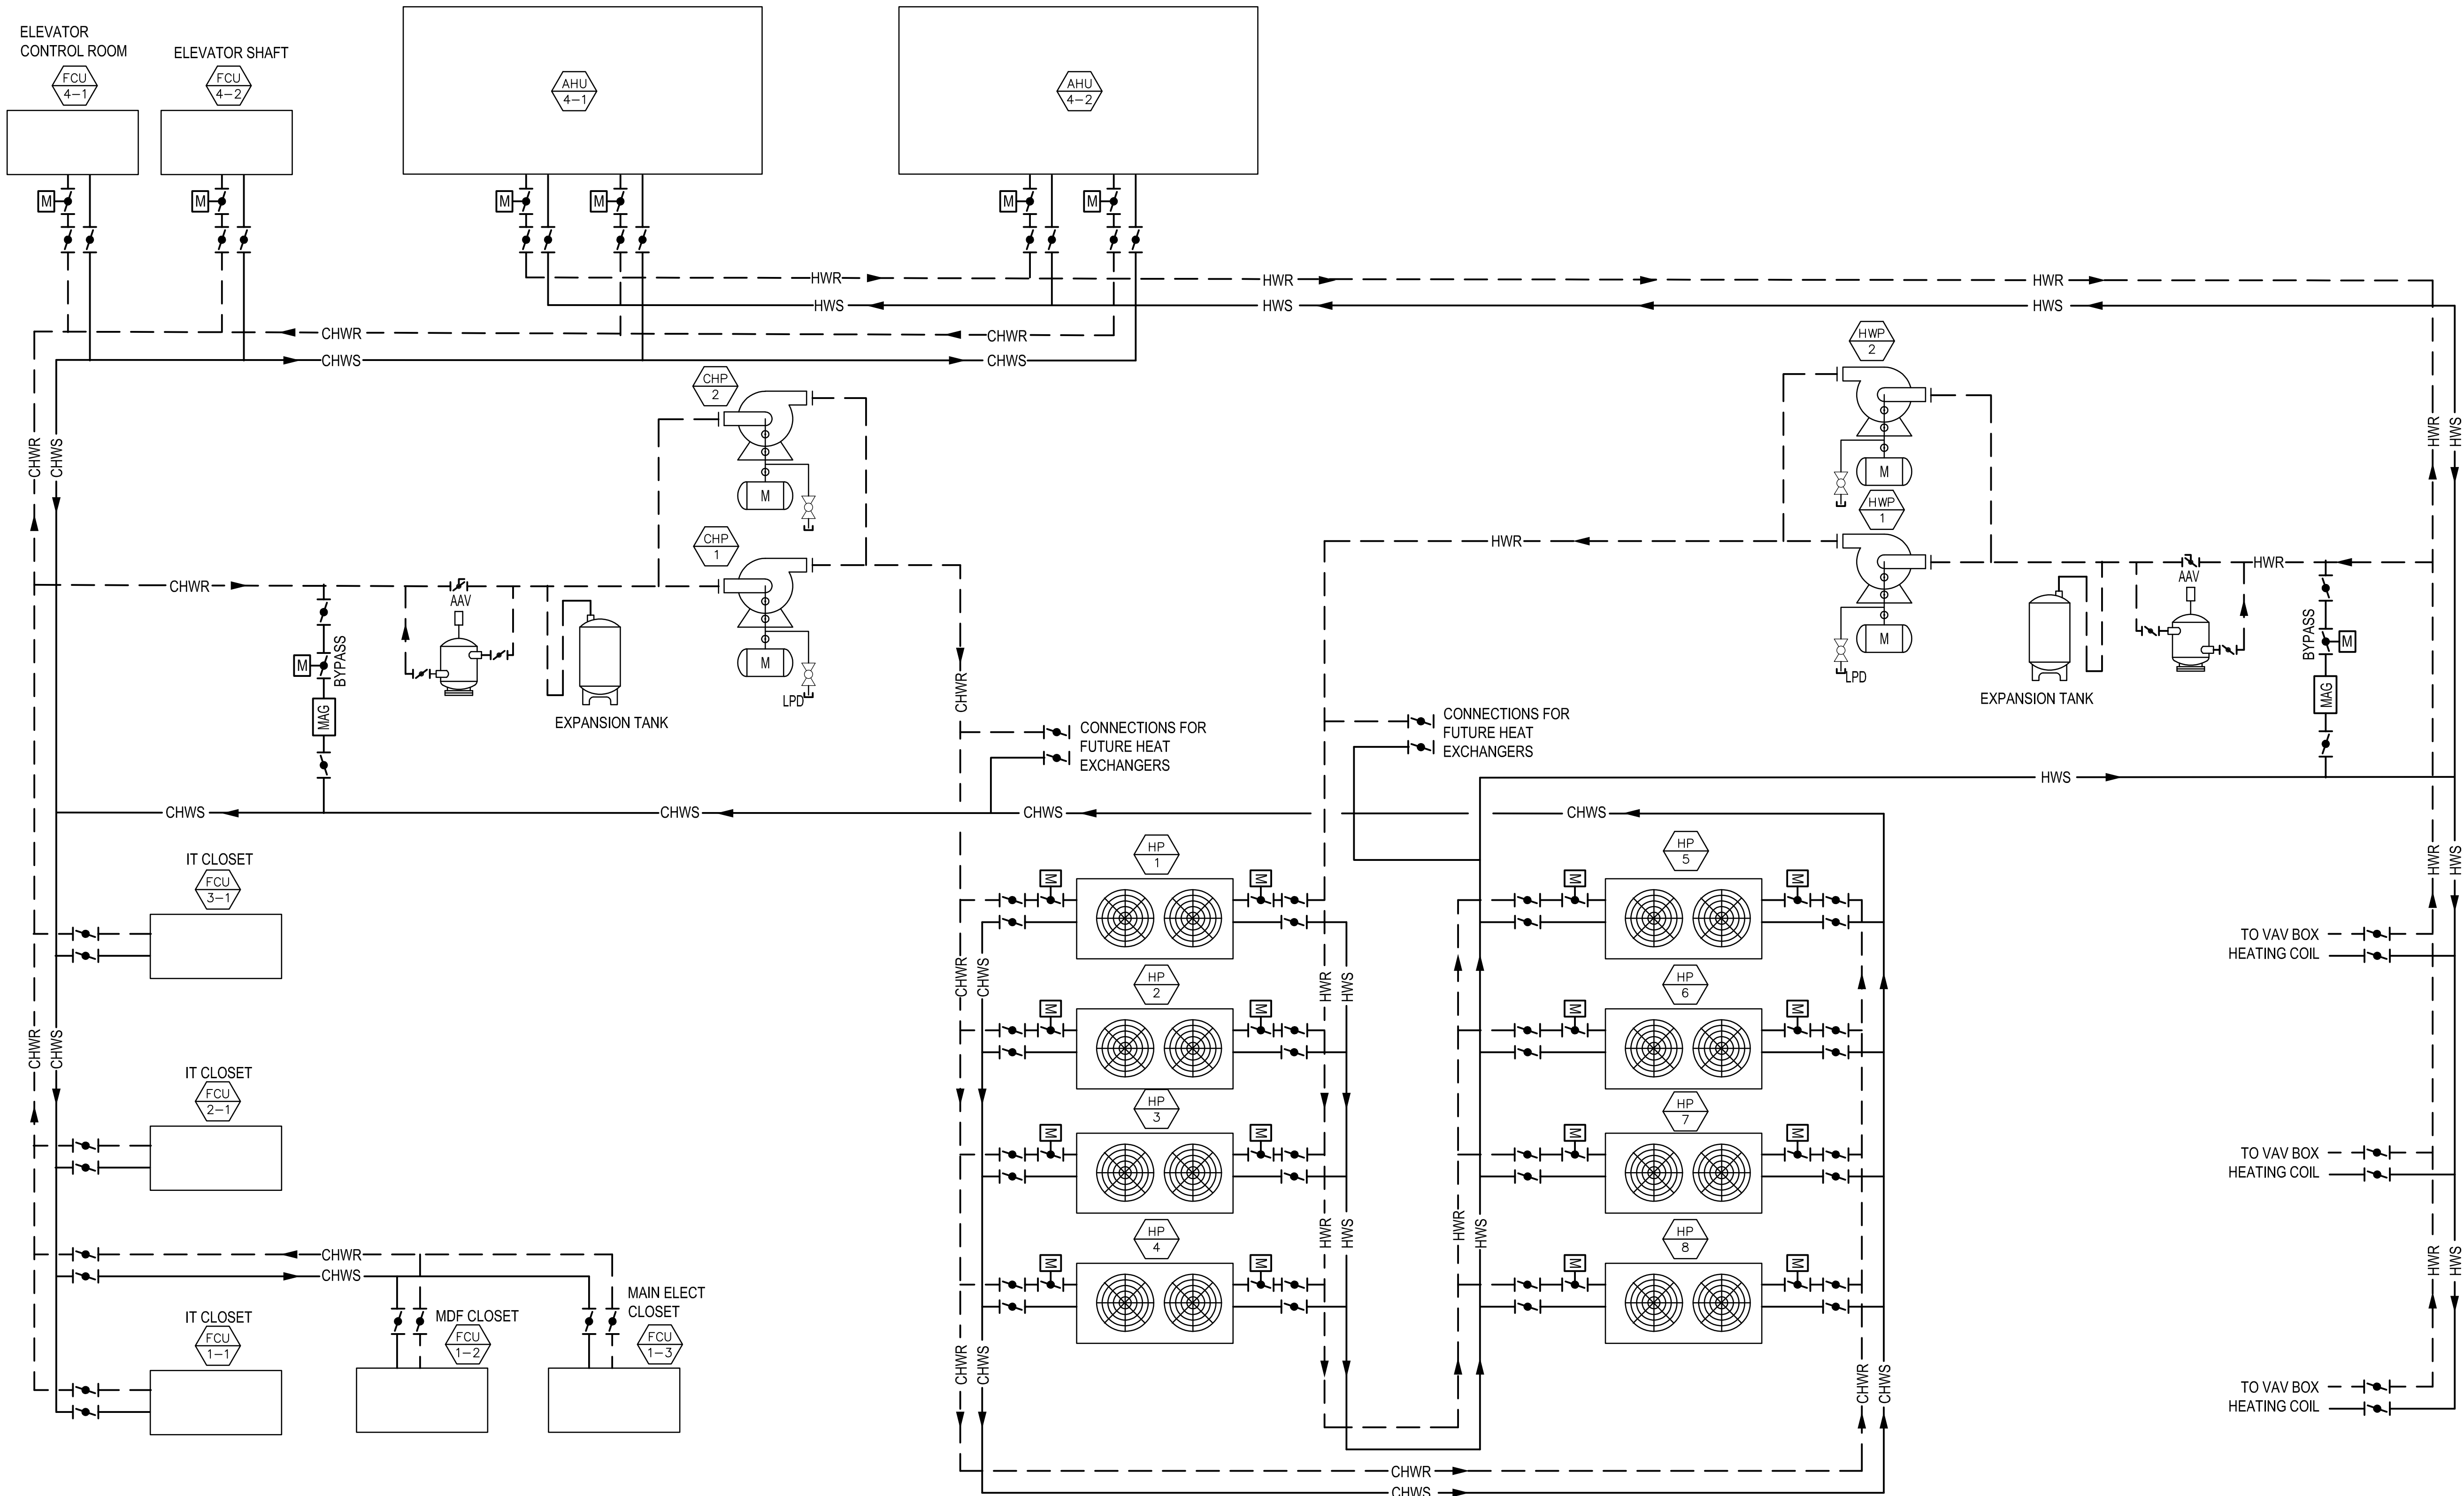 ELEVATOR
CONTROL ROOM
FCU
4-1
ELEVATOR SHAFT
FCU
4-2
AHU
4-1
AHU
4-2
M
M
M
M
M
M
HWR
HWR
HWR
HWS
HWS
HWS
CHWR
CHWR
CHWS
CHWS
CHWR
CHWS
CHP
2
M
CHP
1
M
LPD
HWP
2
M
HWP
1
M
LPD
HWR
HWS
HWR
HWR
CHWR
AAV
AAV
M
BYPASS
MAG
EXPANSION TANK
EXPANSION TANK
BYPASS
M
MAG
CHWR
CONNECTIONS FOR
FUTURE HEAT
EXCHANGERS
CONNECTIONS FOR
FUTURE HEAT
EXCHANGERS
HWS
CHWS
CHWS
CHWS
CHWS
IT CLOSET
FCU
3-1
HP
1
M
M
HP
5
M
M
HWR
HWS
TO VAV BOX
HEATING COIL
CHWR
CHWS
HWR
HWS
HP
2
M
M
HP
6
M
M
CHWR
CHWS
IT CLOSET
FCU
2-1
HP
3
M
M
HP
7
M
M
TO VAV BOX
HEATING COIL
CHWR
CHWS
HP
4
M
M
HWR
HWS
HWR
HWS
HP
8
M
M
HWR
HWS
MAIN ELECT
CLOSET
FCU
1-3
MDF CLOSET
FCU
1-2
IT CLOSET
FCU
1-1
CHWR
CHWS
CHWR
CHWS
TO VAV BOX
HEATING COIL
CHWR
CHWS